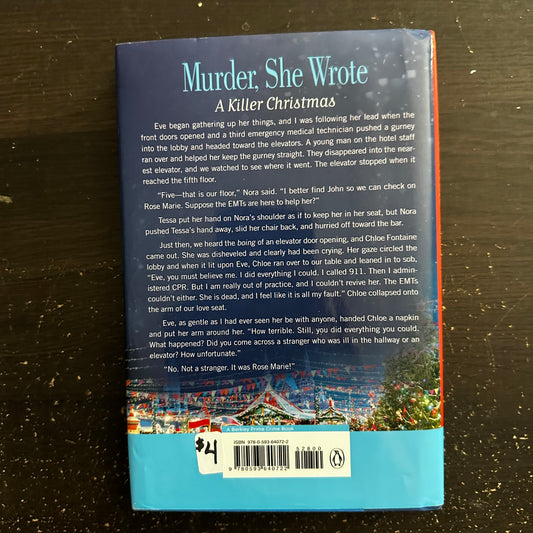 Murder, She Wrote
A Killer Christmas
Eve began gathering up her things, and I was following her lead when the
front doors opened and a third emergency medical technician pushed a gurney
into the lobby and headed toward the elevators. A young man on the hotel staff
ran over and helped her keep the gurney straight. They disappeared into the near-
est elevator, and we watched to see where it went. The elevator stopped when it
reached the fifth floor.
"Five—that is our floor," Nora said. "I better find John so we can check on
Rose Marie. Suppose the EMTs are here to help her?"
Tessa put her hand on Nora's shoulder as if to keep her in her seat, but Nora
pushed Tessa's hand away, slid her chair back, and hurried off toward the bar.
Just then, we heard the boing of an elevator door opening, and Chloe Fontaine
came out. She was disheveled and clearly had been crying. Her gaze circled the
lobby and when it lit upon Eve, Chloe ran over to our table and leaned in to sob,
"Eve, you must believe me. I did everything I could. I called 911. Then I admin-
istered CPR. But I am really out of practice, and I couldn't revive her. The EMTs
couldn't either. She is dead, and I feel like it is all my fault." Chloe collapsed onto
the arm of our love seat.
Eve, as gentle as I had ever seen her be with anyone, handed Chloe a napkin
and put her arm around her. "How terrible. Still, you did everything you could.
What happened? Did you come across a stranger who was ill in the hallway or an
elevator? How unfortunate."
"No. Not a stranger. It was Rose Marie!"
A Berkley Prime Crime Book
$4
ISBN 978-0-593-64072-2
52800
9 780593 640722